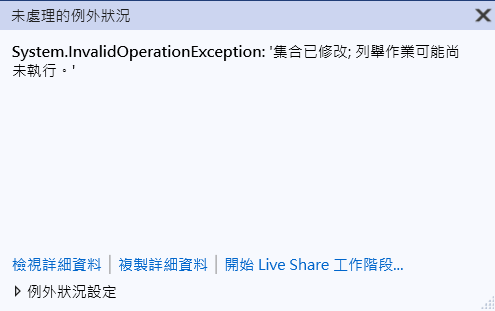 未處理的例外狀況
System.InvalidOperationException: '集合已修改; 列舉作業可能尚
未執行。'
檢視詳細資料 | 複製詳細資料 | 開始 Live Share 工作階段...
例外狀況設定